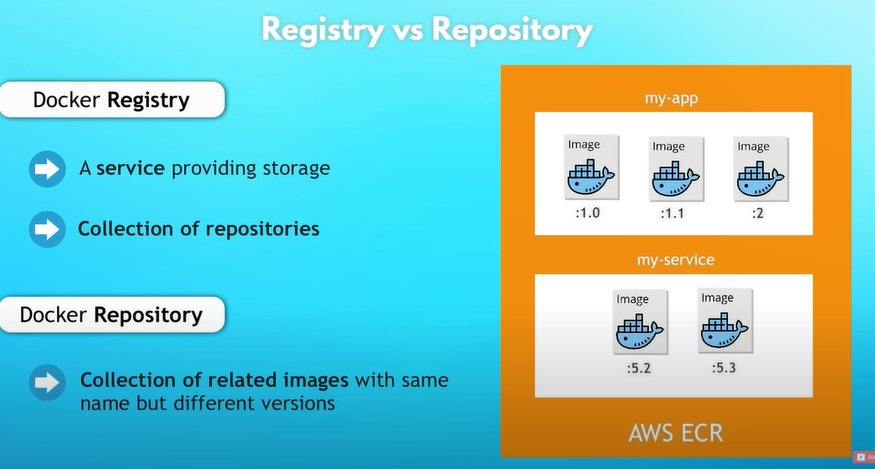 Registry vs Repository
Docker Registry
A service providing storage
Collection of repositories
Docker Repository
Collection of related images with same
name but different versions
my-app
Image Image Image
:1.0 :1.1 :2
my-service
Image Image
:5.2 :5.3
AWS ECR